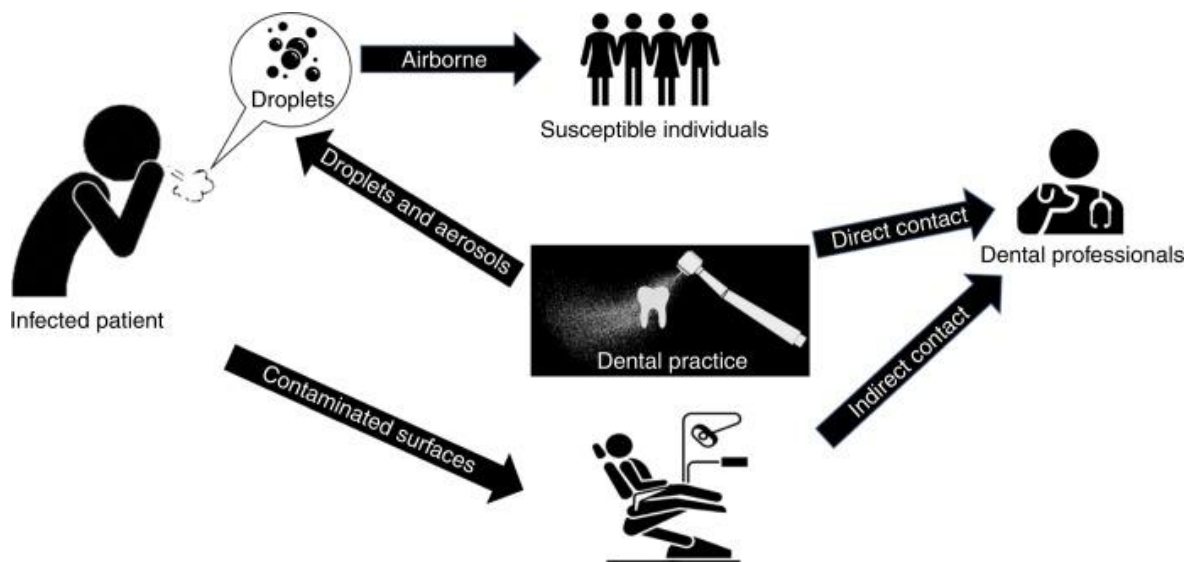 Droplets
Airborne
Susceptible individuals
Infected patient
Droplets and aerosols
Dental practice
Direct contact
Dental professionals
Contaminated surfaces
Indirect contact